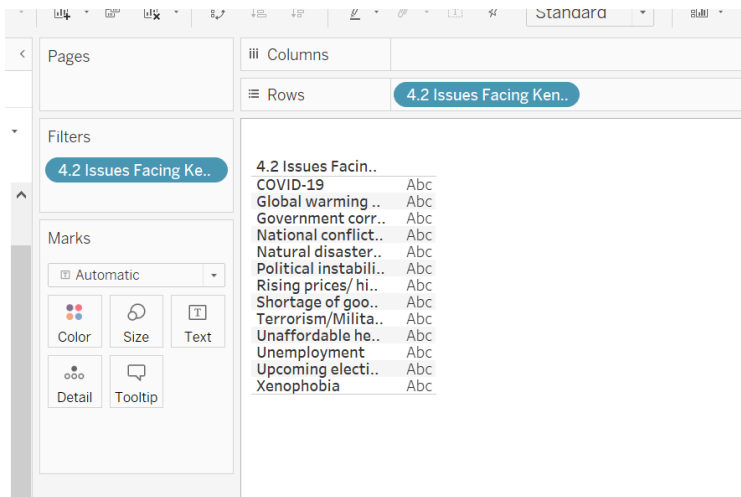 Standard
Pages
iii Columns
Rows
4.2 Issues Facing Ken..
Filters
4.2 Issues Facing Ke..
4.2 Issues Facin..
COVID-19 Abc
Global warming .. Abc
Government corr.. Abc
National conflict.. Abc
Natural disaster.. Abc
Political instabili.. Abc
Rising prices/ hi.. Abc
Shortage of goo.. Abc
Terrorism/Milita.. Abc
Unaffordable he.. Abc
Unemployment Abc
Upcoming electi.. Abc
Xenophobia Abc
Marks
T Automatic
Color Size Text
Detail Tooltip